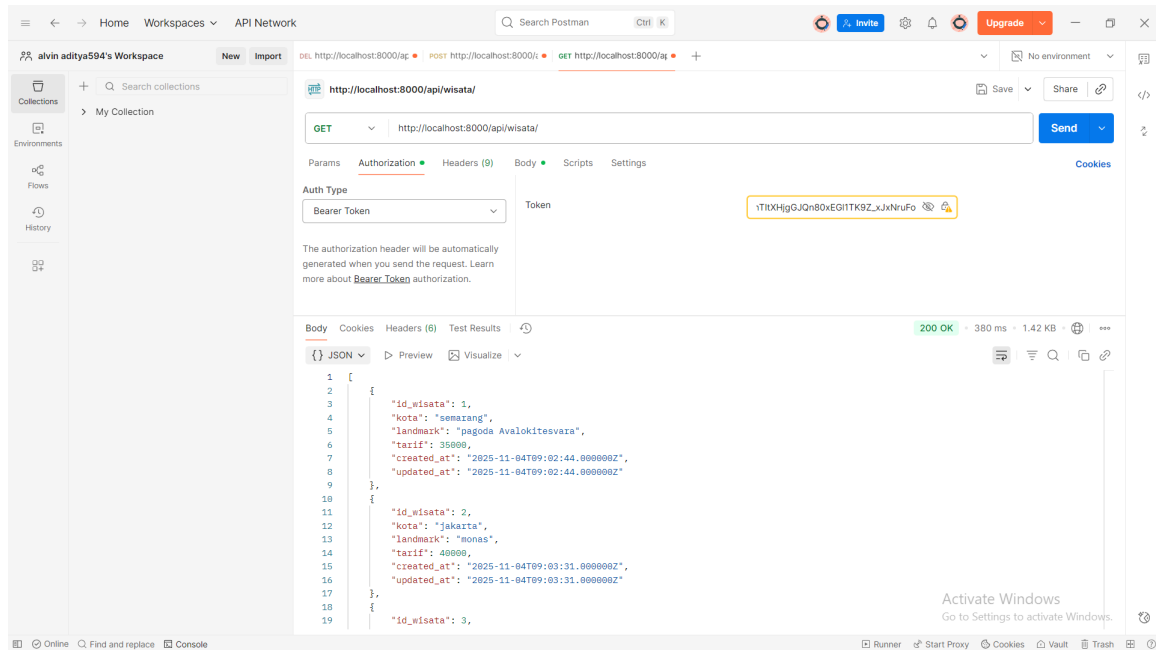 Home Workspaces API Network Search Postman Ctrl K Invite Upgrade
alvin aditya594's Workspace New Import DEL http://localhost:8000/ap POST http://localhost:8000/a GET http://localhost:8000/ap No environment
Collections
Search collections
My Collection
Environments
Flows
History
HTTP http://localhost:8000/api/wisata/ Save Share
GET http://localhost:8000/api/wisata/ Send
Params Authorization Headers (9) Body Scripts Settings Cookies
Auth Type
Bearer Token
Token
The authorization header will be automatically
generated when you send the request. Learn
more about Bearer Token authorization.
Body Cookies Headers (6) Test Results 200 OK 380 ms 1.42 KB
{} JSON Preview Visualize
1 [
2 {
3 "id_wisata": 1,
4 "kota": "semarang",
5 "landmark": "pagoda Avalokitesvara",
6 "tarif": 35000,
7 "created_at": "2025-11-04T09:02:44.000000Z",
8 "updated_at": "2025-11-04T09:02:44.000000Z"
9 },
10 {
11 "id_wisata": 2,
12 "kota": "jakarta",
13 "landmark": "monas",
14 "tarif": 40000,
15 "created_at": "2025-11-04T09:03:31.000000Z",
16 "updated_at": "2025-11-04T09:03:31.000000Z"
17 },
18 {
19 "id_wisata": 3,
Activate Windows
Go to Settings to activate Windows.
Online Find and replace Console Runner Start Proxy Cookies Vault Trash